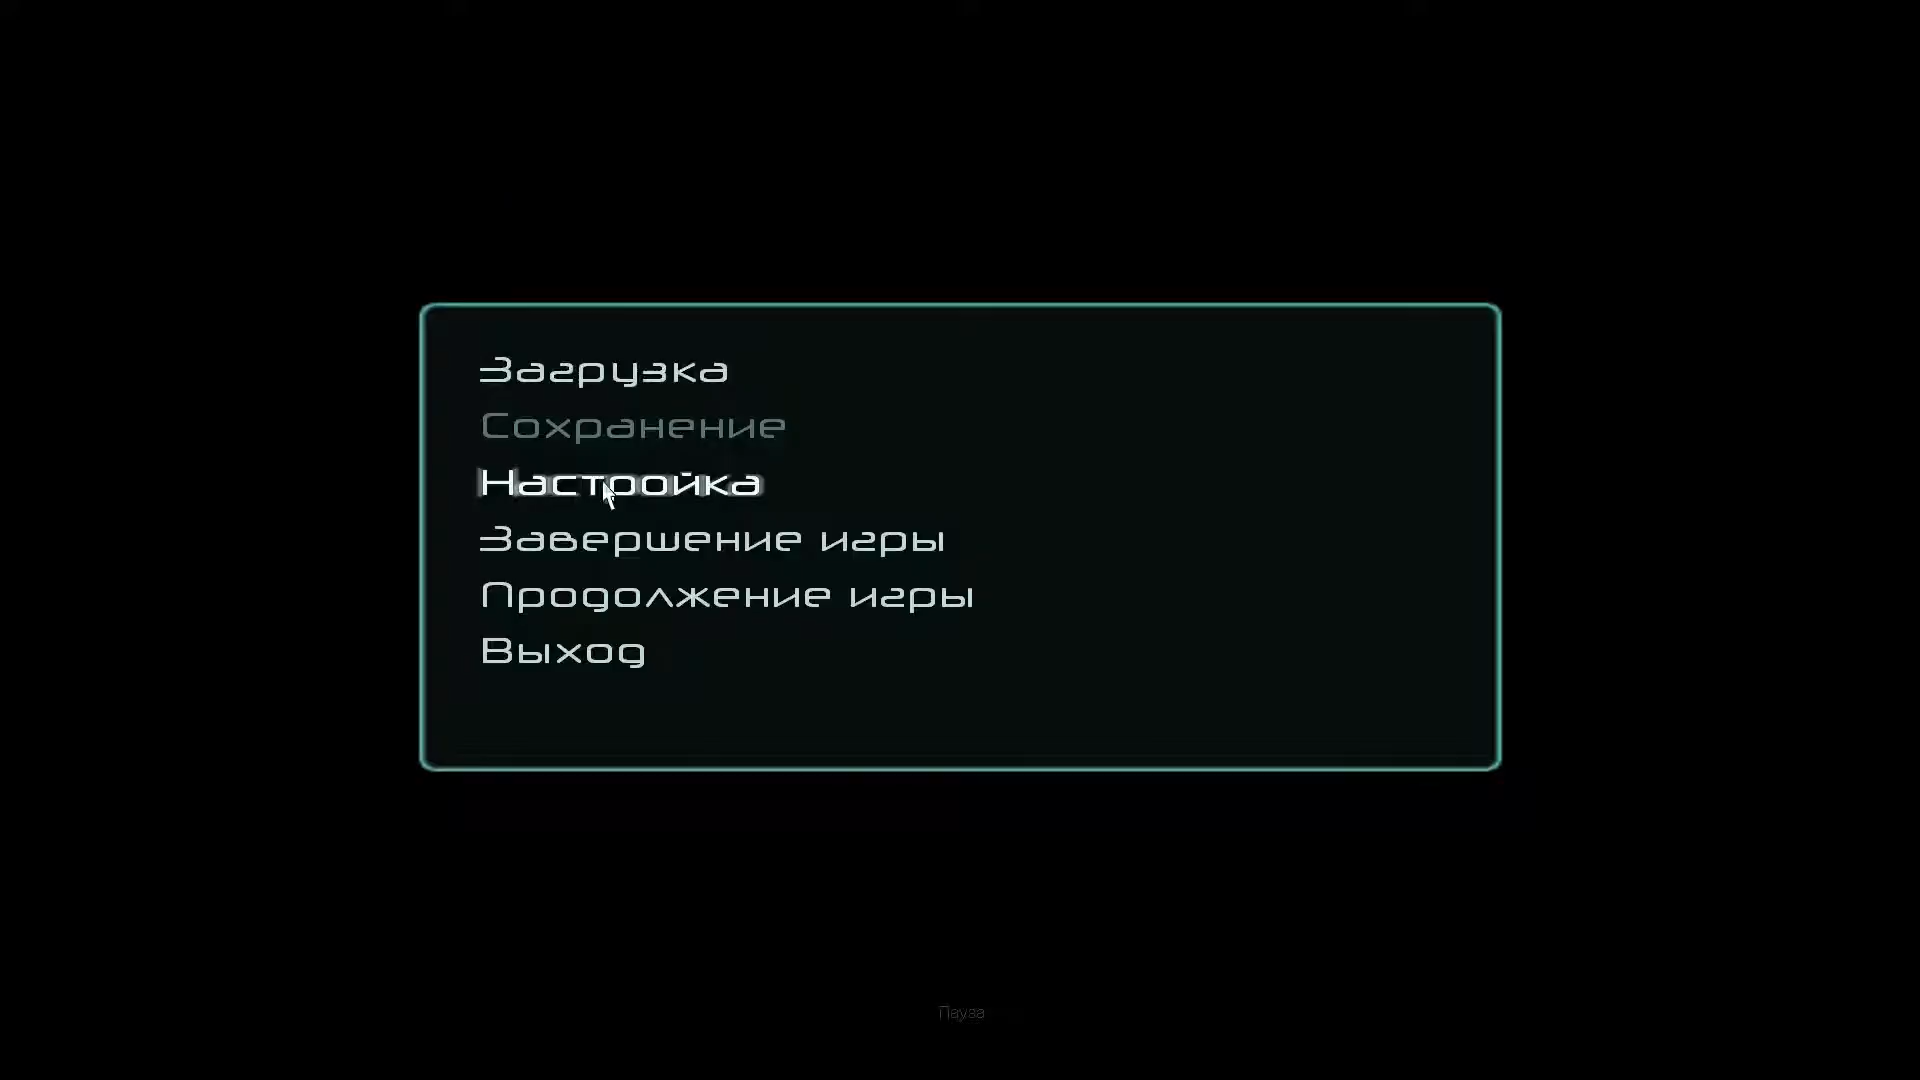 Загрузка
Сохранение
Настройка
Завершение игры
Продолжение игры
Выход
Пауза